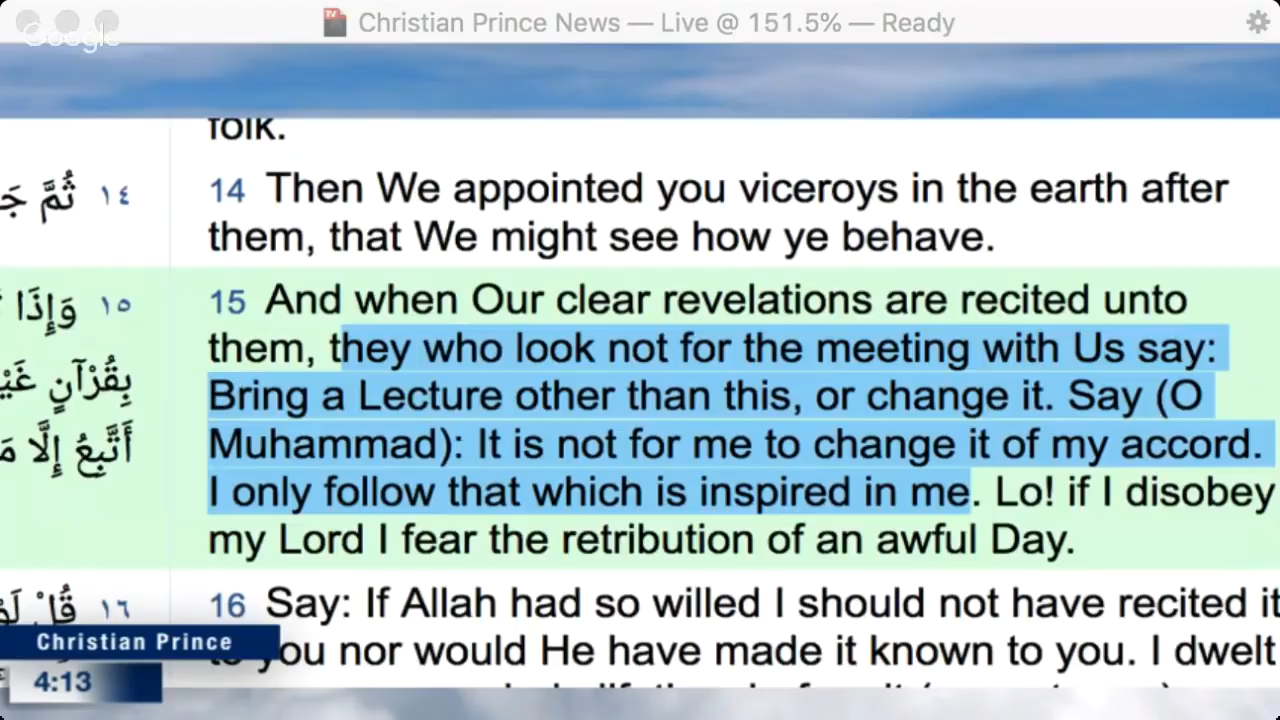 Christian Prince News — Live @ 151.5% — Ready
Google
folk.
١٤ ثُمَّ
14 Then We appointed you viceroys in the earth after
them, that We might see how ye behave.
١٥ وَإِذَا
15 And when Our clear revelations are recited unto
them, they who look not for the meeting with Us say:
بِقُرْآنٍ
Bring a Lecture other than this, or change it. Say (O
أَتَّبِعُ إِلَّا
Muhammad): It is not for me to change it of my accord.
I only follow that which is inspired in me. Lo! if I disobey
my Lord I fear the retribution of an awful Day.
١٦ قُلْ
16 Say: If Allah had so willed I should not have recited it
to you nor would He have made it known to you. I dwelt
Christian Prince
4:13